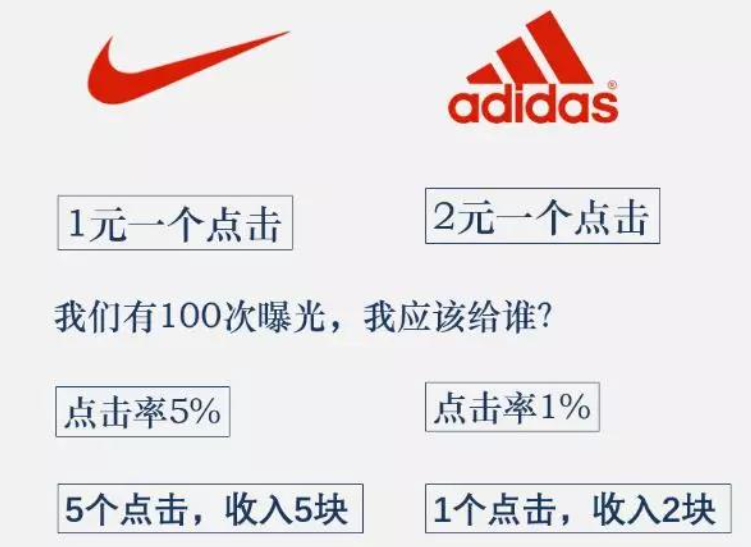 adidas®
1元一个点击
2元一个点击
我们有100次曝光，我应该给谁？
点击率5%
点击率1%
5个点击，收入5块
1个点击，收入2块